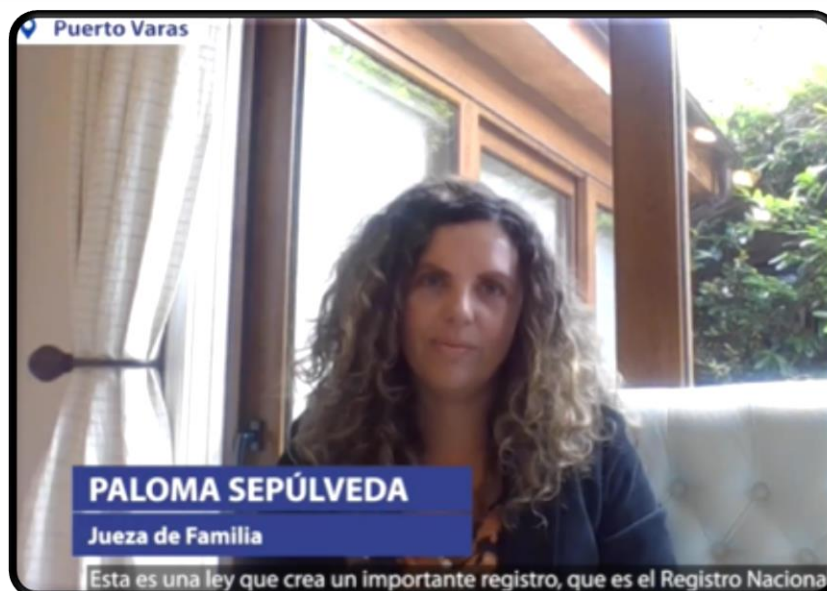 Puerto Varas
PALOMA SEPÚLVEDA
Jueza de Familia
Esta es una ley que crea un importante registro, que es el Registro Naciona